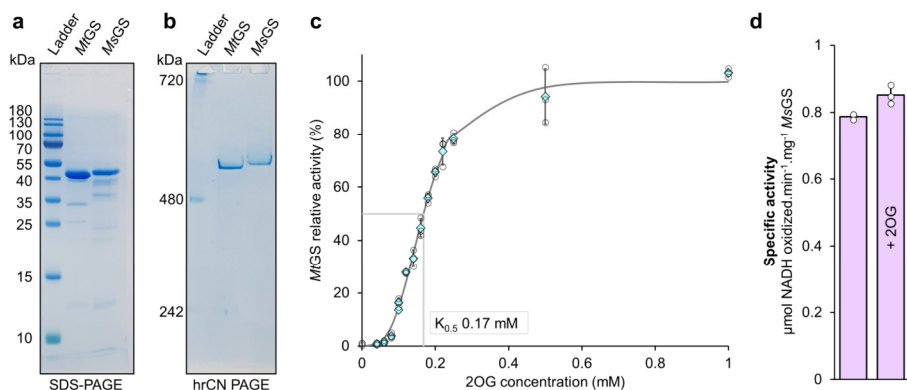 a
kDa
Ladder
MtGS
MsGS
180
130
100
70
55
40
35
25
15
10
SDS-PAGE
b
kDa
Ladder
MtGS
MsGS
720
480
242
hrCN PAGE
c
MtGS relative activity (%)
120
100
80
60
40
20
0
K0.5 0.17 mM
0.0
0.2
0.4
0.6
0.8
1.0
2OG concentration (mM)
d
Specific activity
µmol NADH oxidized.min-1.mg-1 MsGS
1
0.8
0.6
0.4
0.2
0
+ 2OG